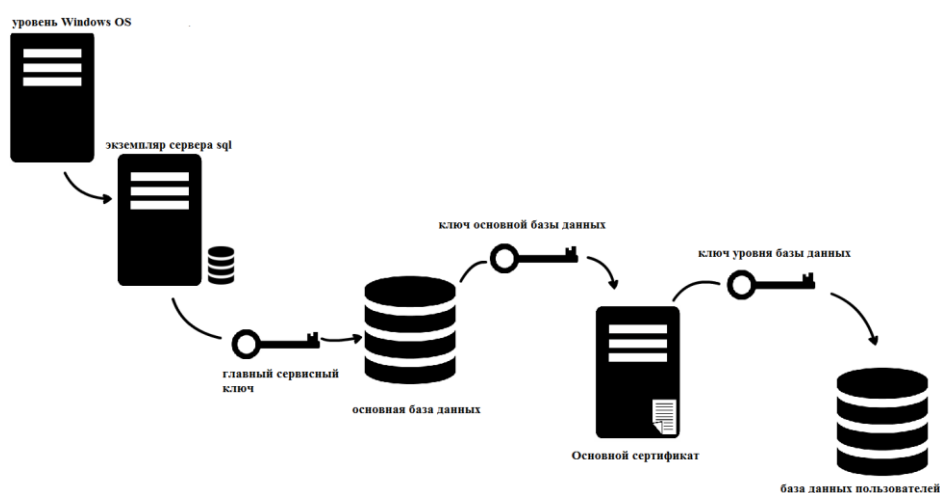 уровень Windows OS
экземпляр сервера sql
ключ основной базы данных
ключ уровня базы данных
главный сервисный
ключ
основная база данных
Основной сертификат
база данных пользователей